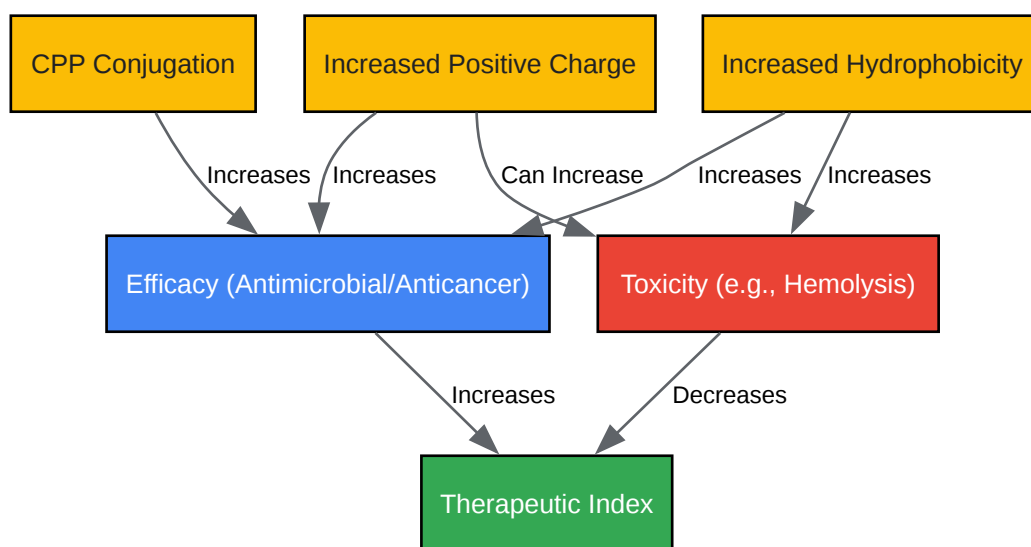 CPP Conjugation
Increased Positive Charge
Increased Hydrophobicity
Increases
Increases
Can Increase
Increases
Increases
Efficacy (Antimicrobial/Anticancer)
Toxicity (e.g., Hemolysis)
Increases
Decreases
Therapeutic Index